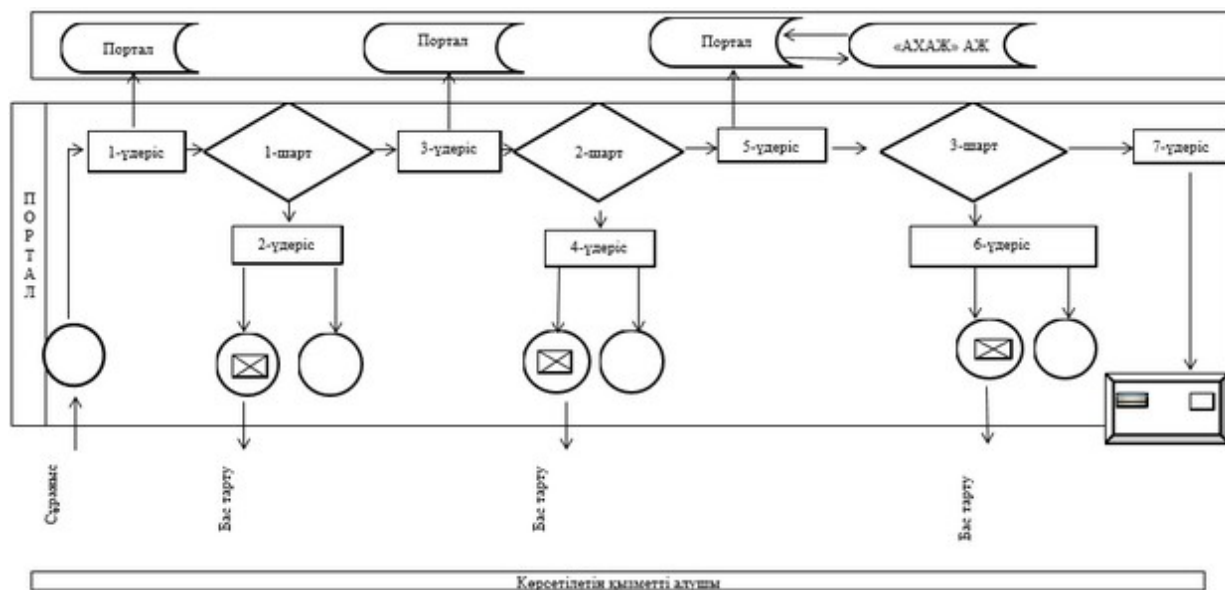 Портал
Портал
Портал
«АХАЖ» АЖ
1-үдеріс
1-шарт
3-үдеріс
2-шарт
5-үдеріс
3-шарт
7-үдеріс
2-үдеріс
4-үдеріс
6-үдеріс
ПОРТАЛ
Сұраныс
Бас тарту
Бас тарту
Бас тарту
Көрсетілетін қызметті алушы